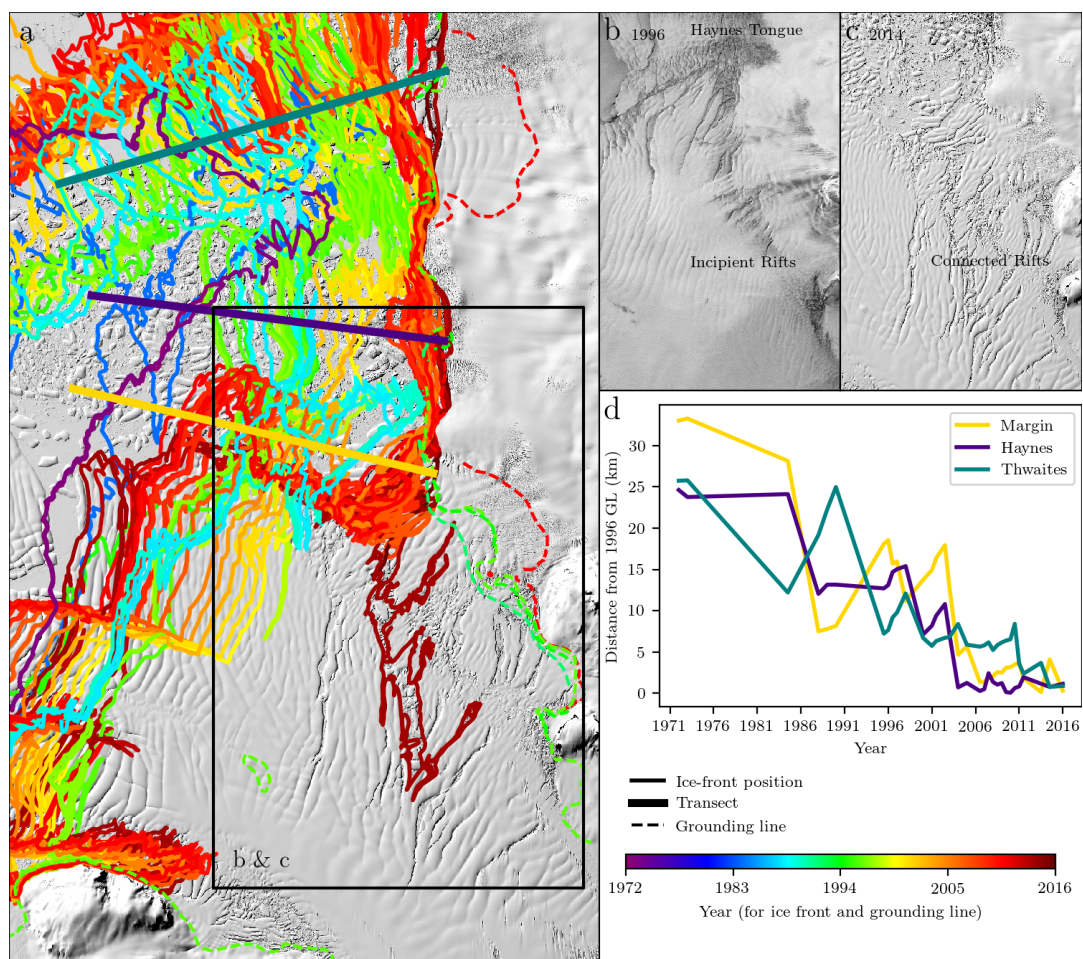 a
b & c
b 1996
Haynes Tongue
Incipient Rifts
c 2014
Connected Rifts
d
Margin
Haynes
Thwaites
Distance from 1996 GL (km)
30
25
20
15
10
5
0
1971 1976 1981 1986 1991 1996 2001 2006 2011 2016
Year
Ice-front position
Transect
Grounding line
1972 1983 1994 2005 2016
Year (for ice front and grounding line)